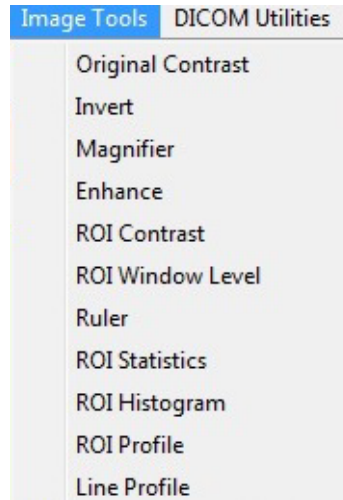 Image Tools DICOM Utilities
Original Contrast
Invert
Magnifier
Enhance
ROI Contrast
ROI Window Level
Ruler
ROI Statistics
ROI Histogram
ROI Profile
Line Profile